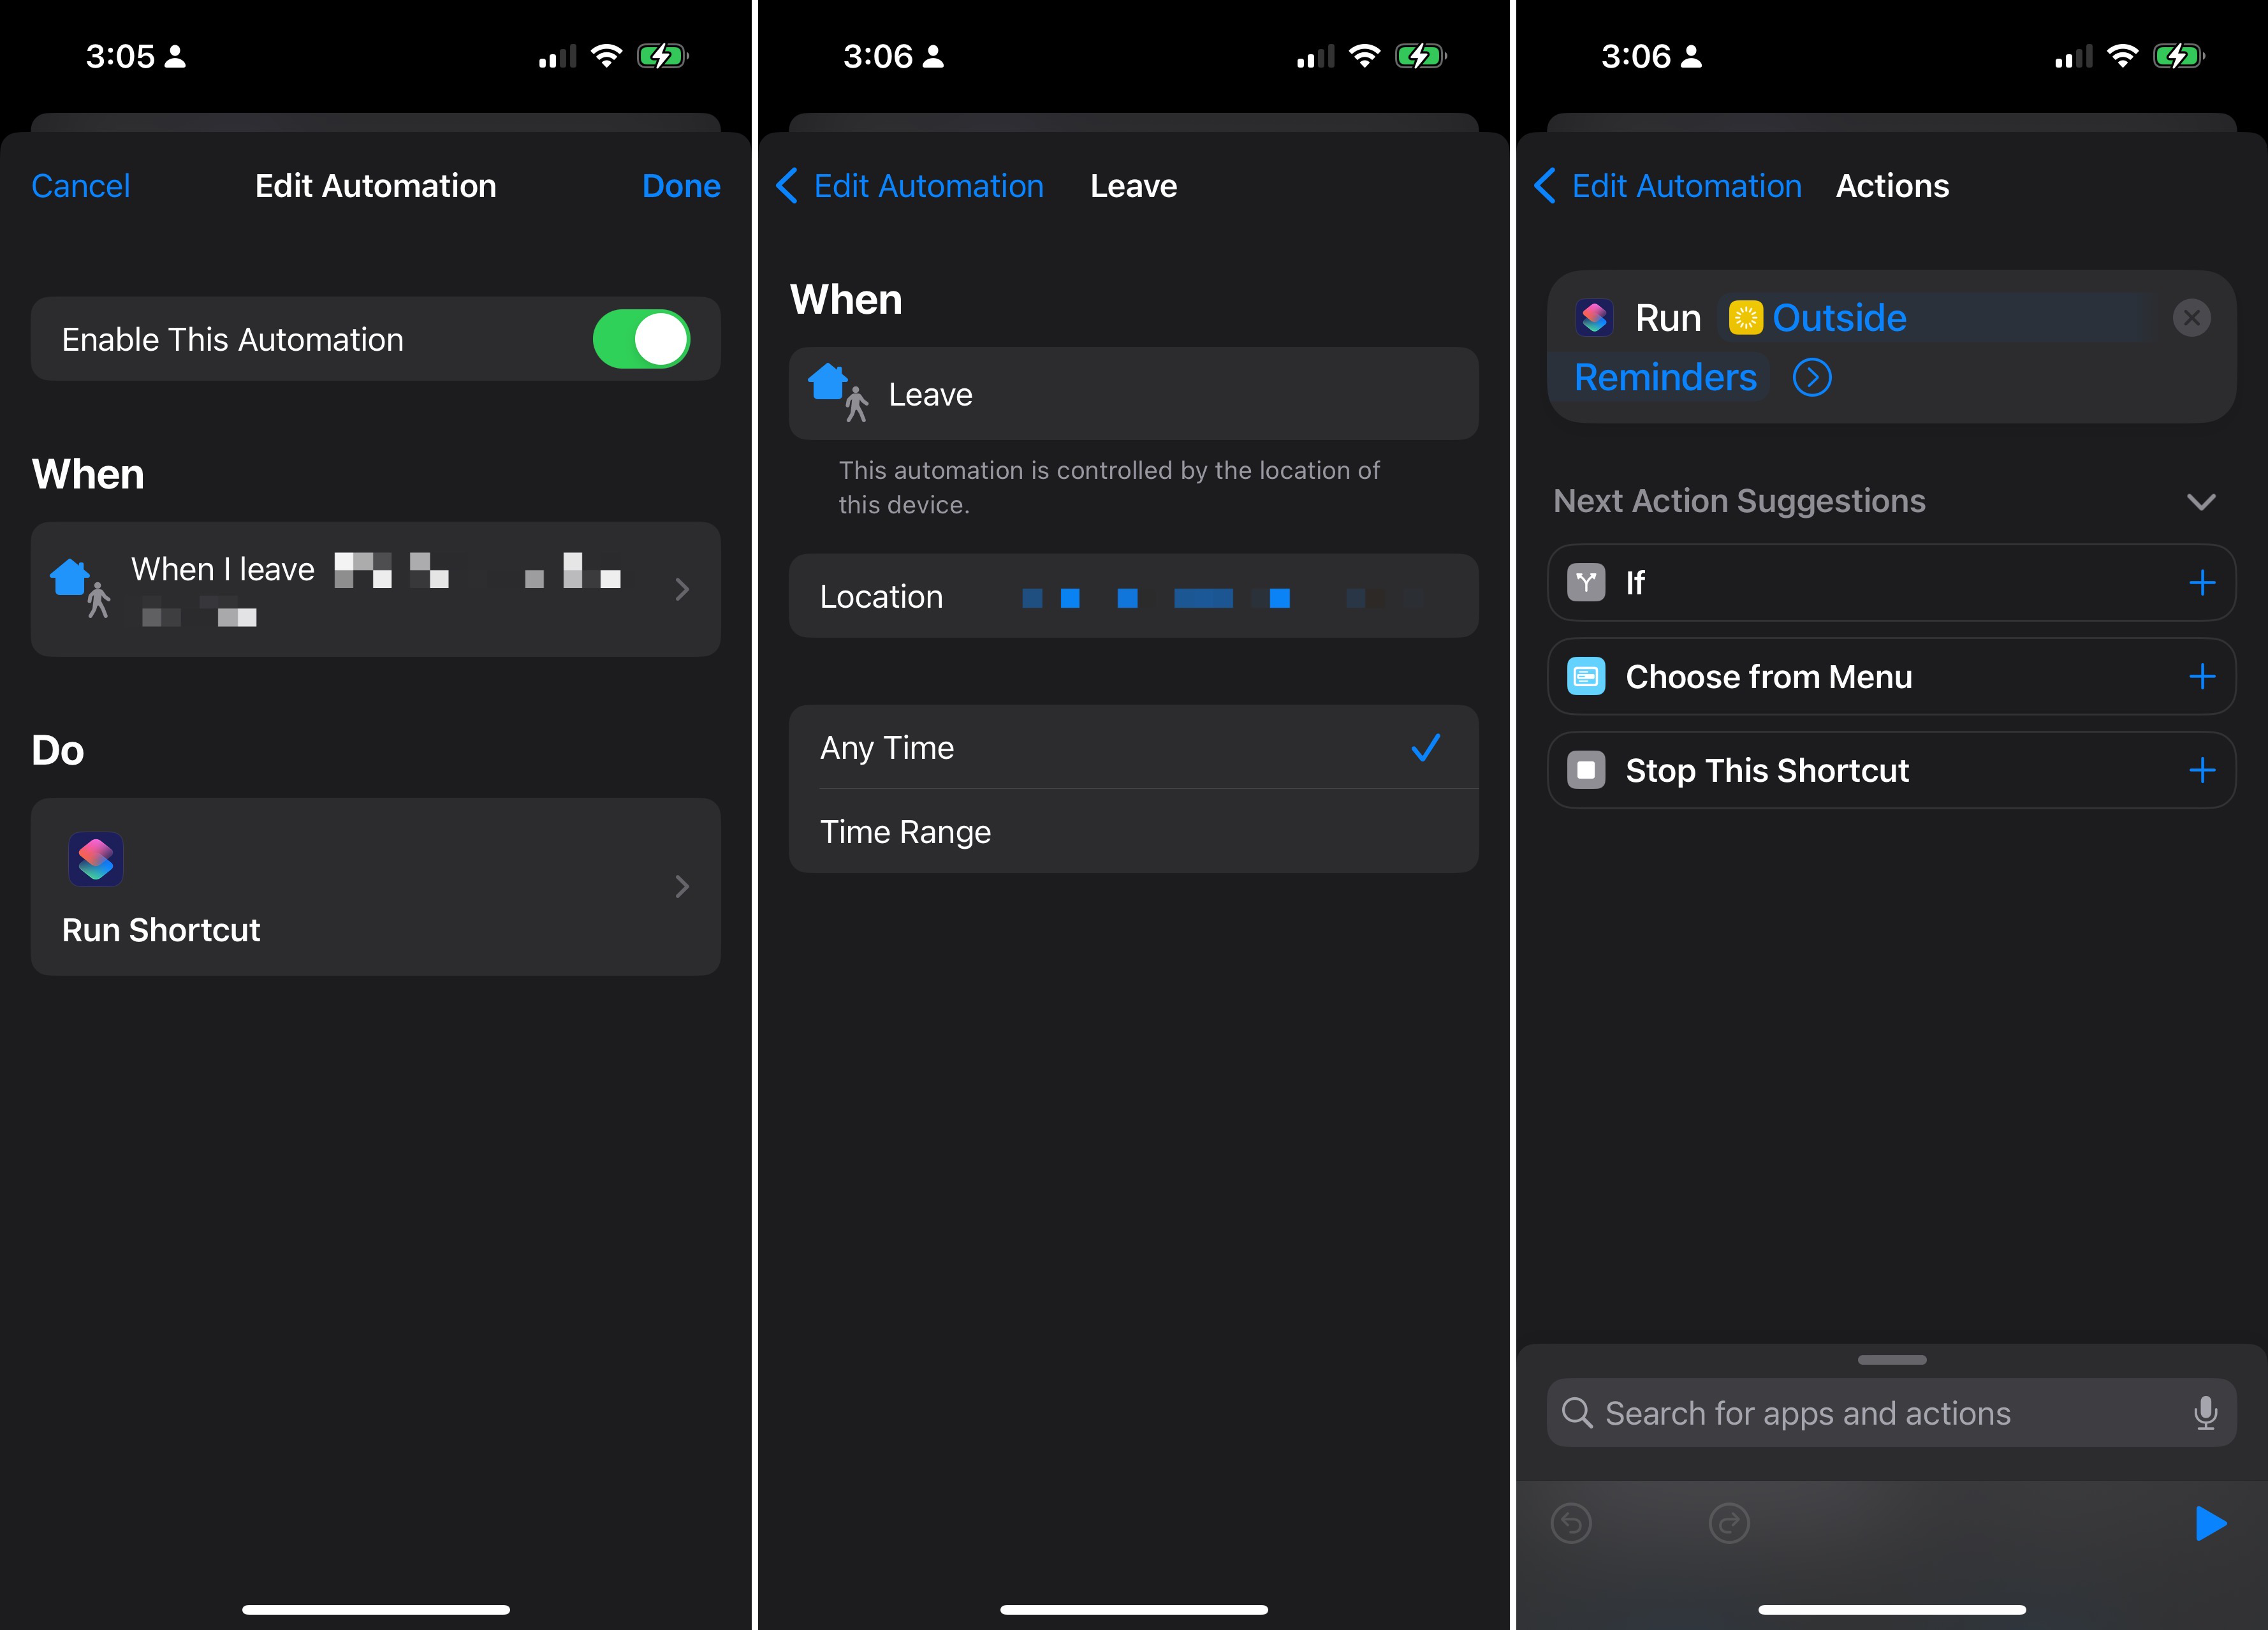 3:05
Cancel
Edit Automation
Done
Enable This Automation
When
When I leave
Do
Run Shortcut
3:06
Edit Automation
Leave
When
Leave
This automation is controlled by the location of
this device.
Location
Any Time
Time Range
3:06
Edit Automation
Actions
Run Outside
Reminders
Next Action Suggestions
If
Choose from Menu
Stop This Shortcut
Search for apps and actions